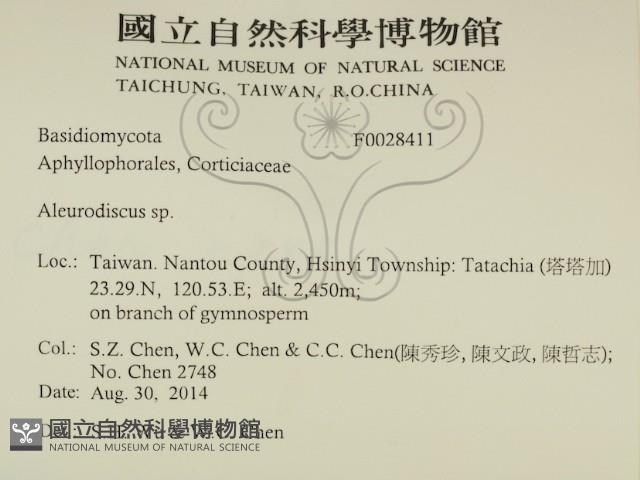 國立自然科學博物館
NATIONAL MUSEUM OF NATURAL SCIENCE
TAICHUNG, TAIWAN, R.O.CHINA
Basidiomycota F0028411
Aphyllophorales, Corticiaceae
Aleurodiscus sp.
Loc.: Taiwan. Nantou County, Hsinyi Township: Tatachia (塔塔加)
23.29.N, 120.53.E; alt. 2,450m;
on branch of gymnosperm
Col.: S.Z. Chen, W.C. Chen & C.C. Chen(陳秀珍, 陳文政, 陳哲志);
No. Chen 2748
Date: Aug. 30, 2014
Chen
國立自然科學博物館
NATIONAL MUSEUM OF NATURAL SCIENCE